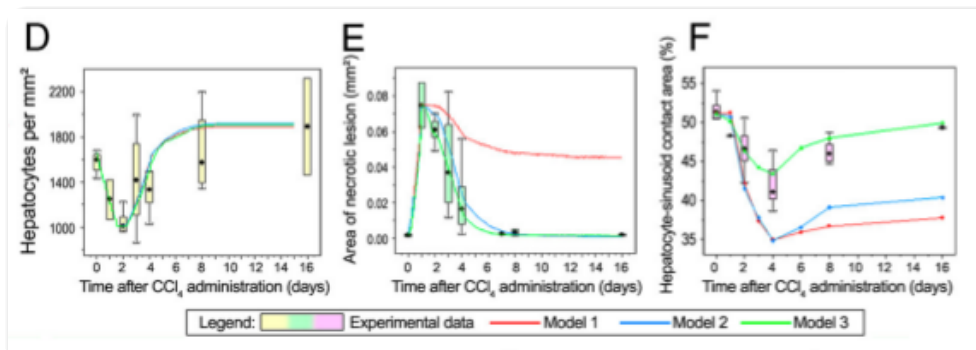 D
E
F
Hepatocytes per mm²
2200
1800
1400
1000
0 2 4 6 8 10 12 14 16
Time after CCl₄ administration (days)
Area of necrotic lesion (mm²)
0.08
0.06
0.04
0.02
0.00
0 2 4 6 8 10 12 14 16
Time after CCl₄ administration (days)
Hepatocyte-sinusoid contact area (%)
55
50
45
40
35
0 2 4 6 8 10 12 14 16
Time after CCl₄ administration (days)
Legend: Experimental data Model 1 Model 2 Model 3